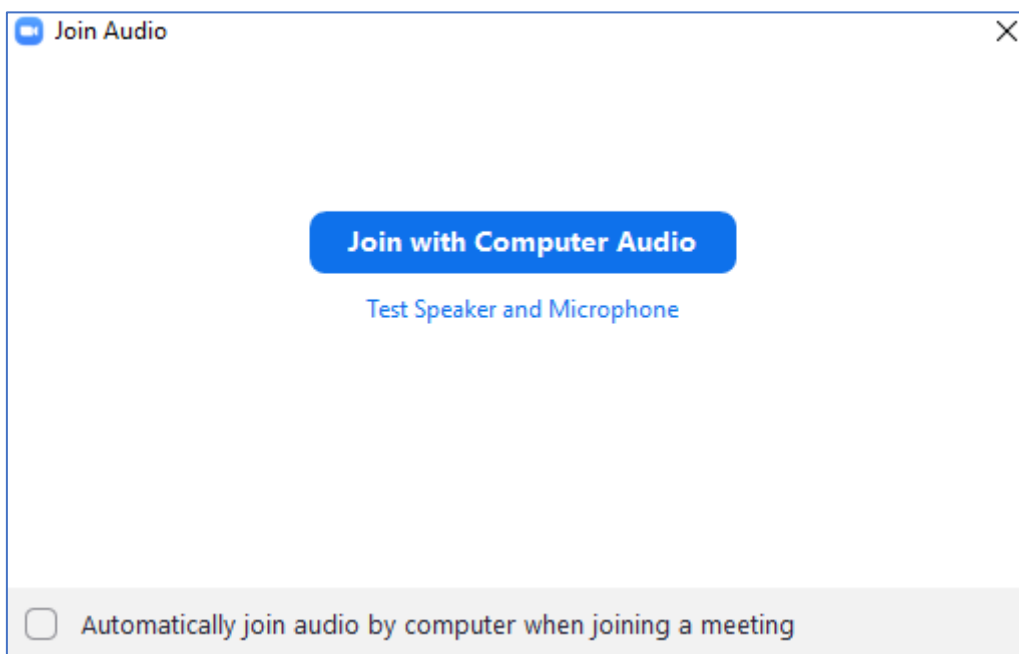 Join Audio
Join with Computer Audio
Test Speaker and Microphone
Automatically join audio by computer when joining a meeting